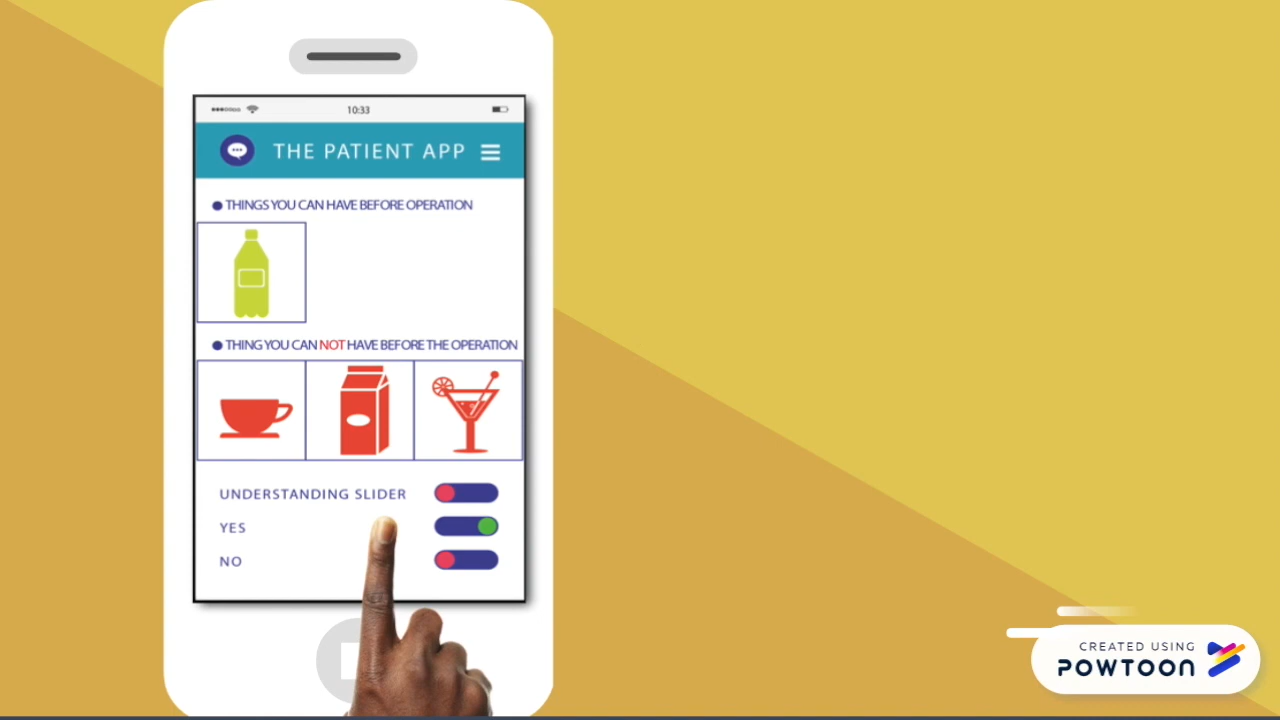 10:33
THE PATIENT APP
THINGS YOU CAN HAVE BEFORE OPERATION
THING YOU CAN NOT HAVE BEFORE THE OPERATION
UNDERSTANDING SLIDER
YES
NO
CREATED USING
POWTOON